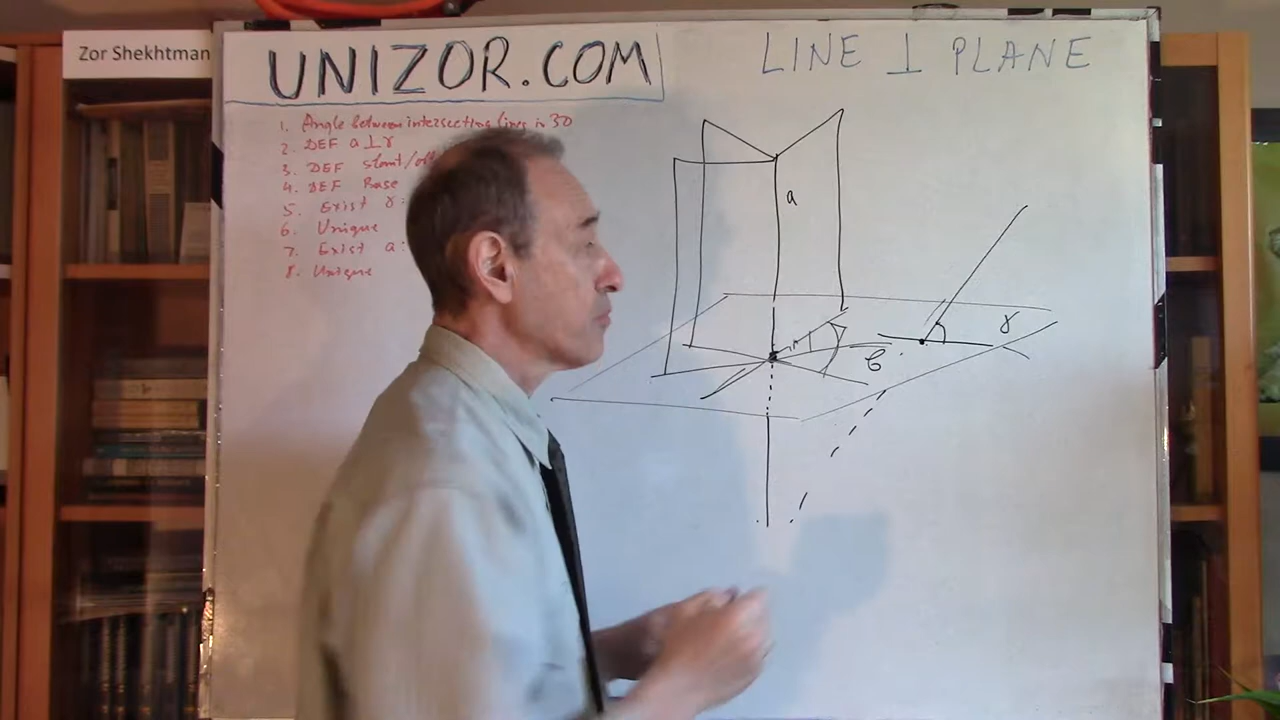 Zor Shekhtman
UNIZOR.COM
LINE ⊥ PLANE
1. Angle between intersecting lines in 3D
2. DEF a⊥γ
3. DEF slant/
4. DEF Base
5. Exist γ:
6. Unique
7. Exist a:
8. Unique
a
γ